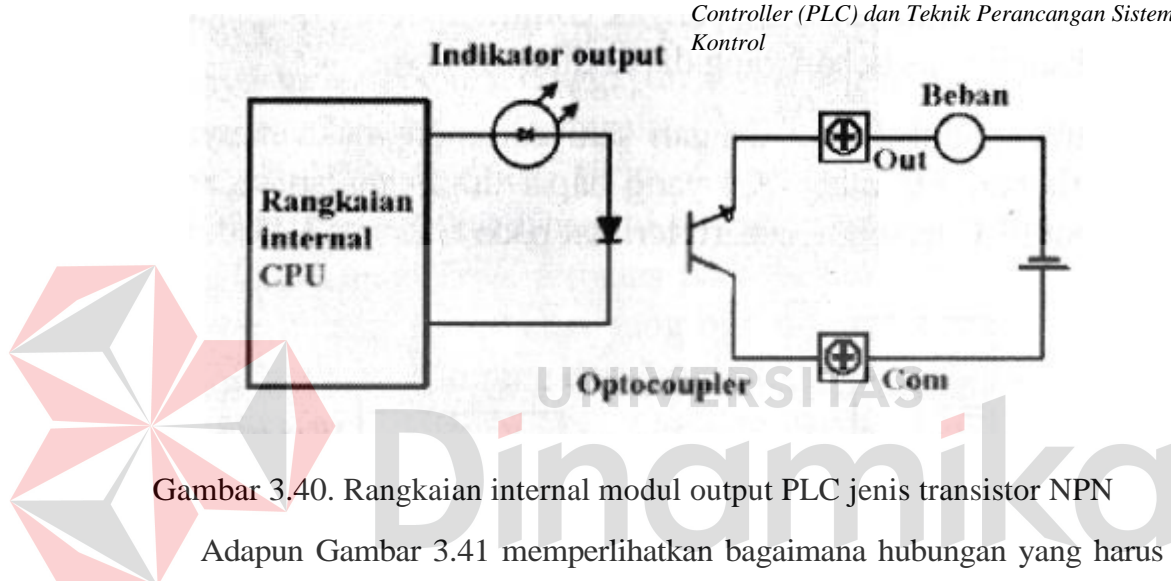 Controller (PLC) dan Teknik Perancangan Sistem
Kontrol
Indikator output
Beban
Out
Rangkaian
internal
CPU
Optocoupler
Com
UNIVERSITAS
Dinamika
Gambar 3.40. Rangkaian internal modul output PLC jenis transistor NPN
Adapun Gambar 3.41 memperlihatkan bagaimana hubungan yang harus